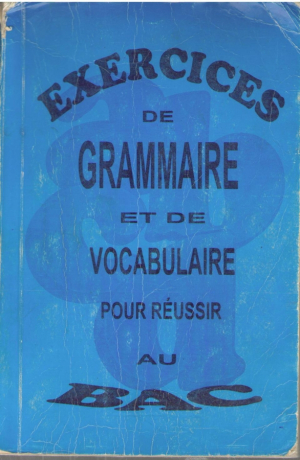 EXERCICES
DE
GRAMMAIRE
ET DE
VOCABULAIRE
POUR RÉUSSIR
AU
BAC